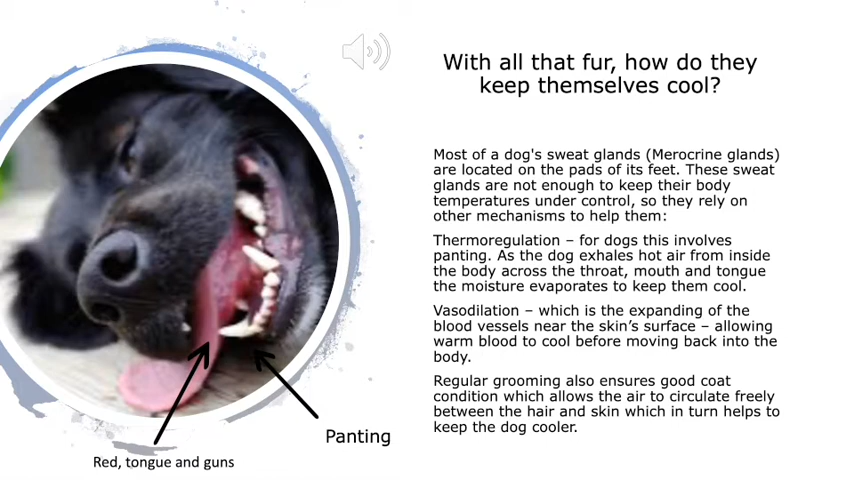 With all that fur, how do they
keep themselves cool?
Most of a dog's sweat glands (Merocrine glands)
are located on the pads of its feet. These sweat
glands are not enough to keep their body
temperatures under control, so they rely on
other mechanisms to help them:
Thermoregulation – for dogs this involves
panting. As the dog exhales hot air from inside
the body across the throat, mouth and tongue
the moisture evaporates to keep them cool.
Vasodilation – which is the expanding of the
blood vessels near the skin’s surface – allowing
warm blood to cool before moving back into the
body.
Regular grooming also ensures good coat
condition which allows the air to circulate freely
between the hair and skin which in turn helps to
keep the dog cooler.
Panting
Red, tongue and guns